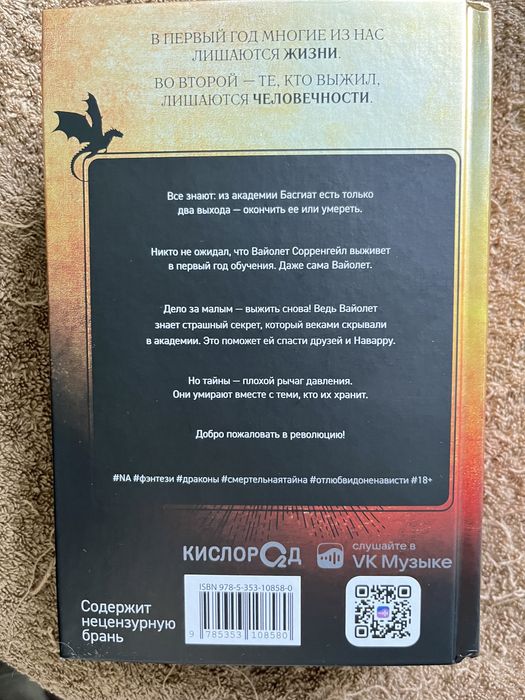 В ПЕРВЫЙ ГОД МНОГИЕ ИЗ НАС
ЛИШАЮТСЯ ЖИЗНИ.
ВО ВТОРОЙ — ТЕ, КТО ВЫЖИЛ,
ЛИШАЮТСЯ ЧЕЛОВЕЧНОСТИ.
Все знают: из академии Басгиат есть только
два выхода — окончить ее или умереть.
Никто не ожидал, что Вайолет Сорренгейл выживет
в первый год обучения. Даже сама Вайолет.
Дело за малым — выжить снова! Ведь Вайолет
знает страшный секрет, который веками скрывали
в академии. Это поможет ей спасти друзей и Наварру.
Но тайны — плохой рычаг давления.
Они умирают вместе с теми, кто их хранит.
Добро пожаловать в революцию!
#NA #фэнтези #драконы #смертельнаятайна #отлюбвидоненависти #18+
КИСЛОРО2Д
слушайте в
VK Музыке
ISBN 978-5-353-10858-0
9 785353 108580
Содержит
нецензурную
брань